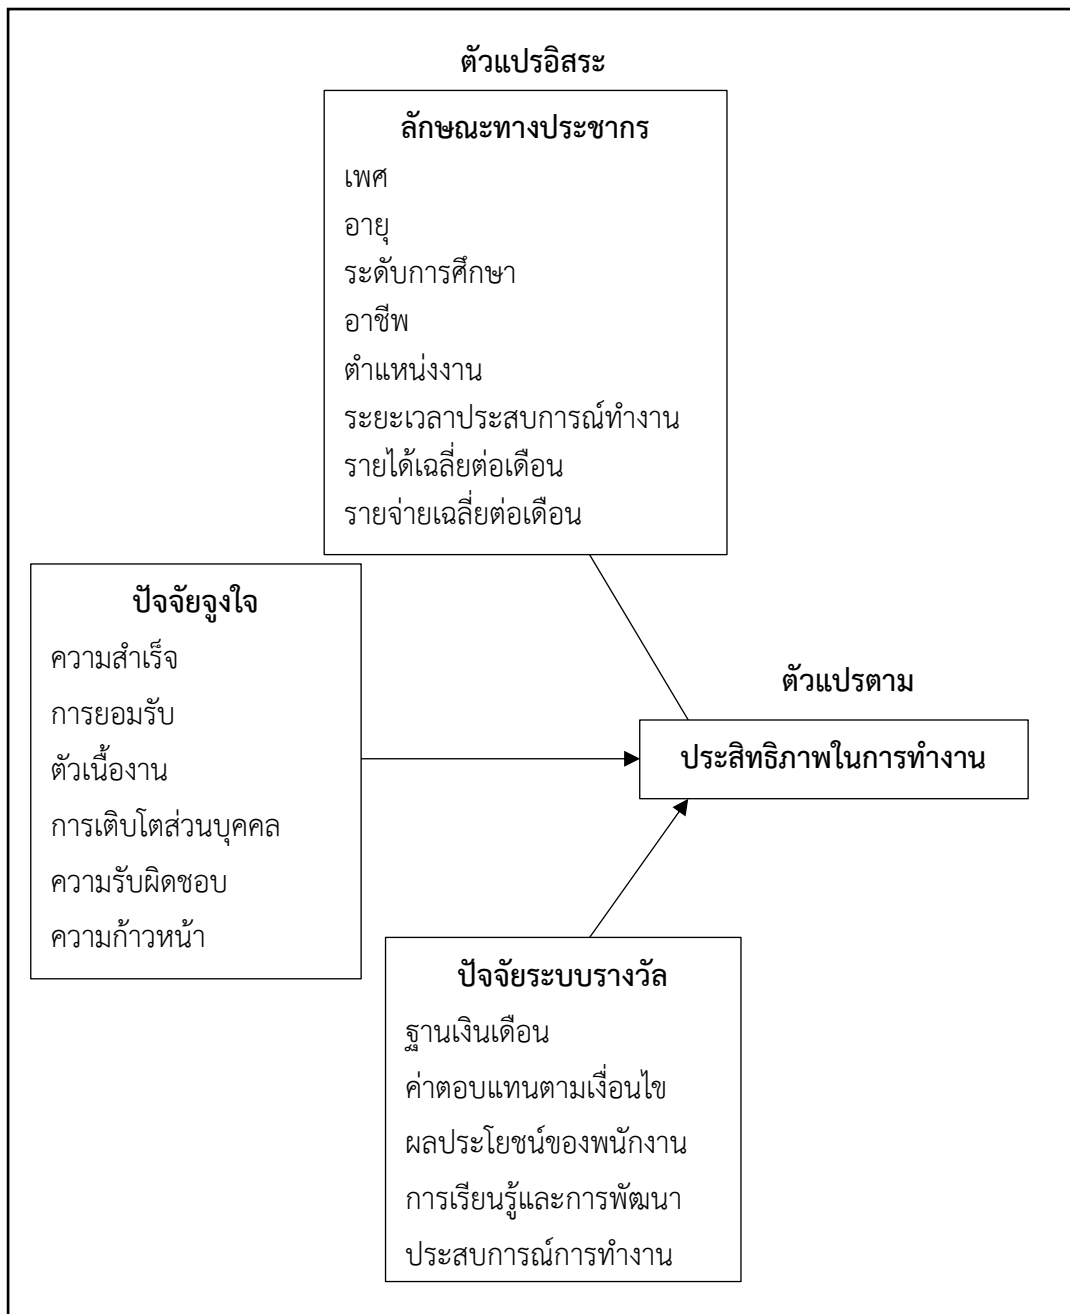 ตัวแปรอิสระ
ลักษณะทางประชากร
เพศ
อายุ
ระดับการศึกษา
อาชีพ
ตำแหน่งงาน
ระยะเวลาประสบการณ์ทำงาน
รายได้เฉลี่ยต่อเดือน
รายจ่ายเฉลี่ยต่อเดือน
ปัจจัยจูงใจ
ความสำเร็จ
การยอมรับ
ตัวเนื้องาน
การเติบโตส่วนบุคคล
ความรับผิดชอบ
ความก้าวหน้า
ตัวแปรตาม
ประสิทธิภาพในการทำงาน
ปัจจัยระบบรางวัล
ฐานเงินเดือน
ค่าตอบแทนตามเงื่อนไข
ผลประโยชน์ของพนักงาน
การเรียนรู้และการพัฒนา
ประสบการณ์การทำงาน